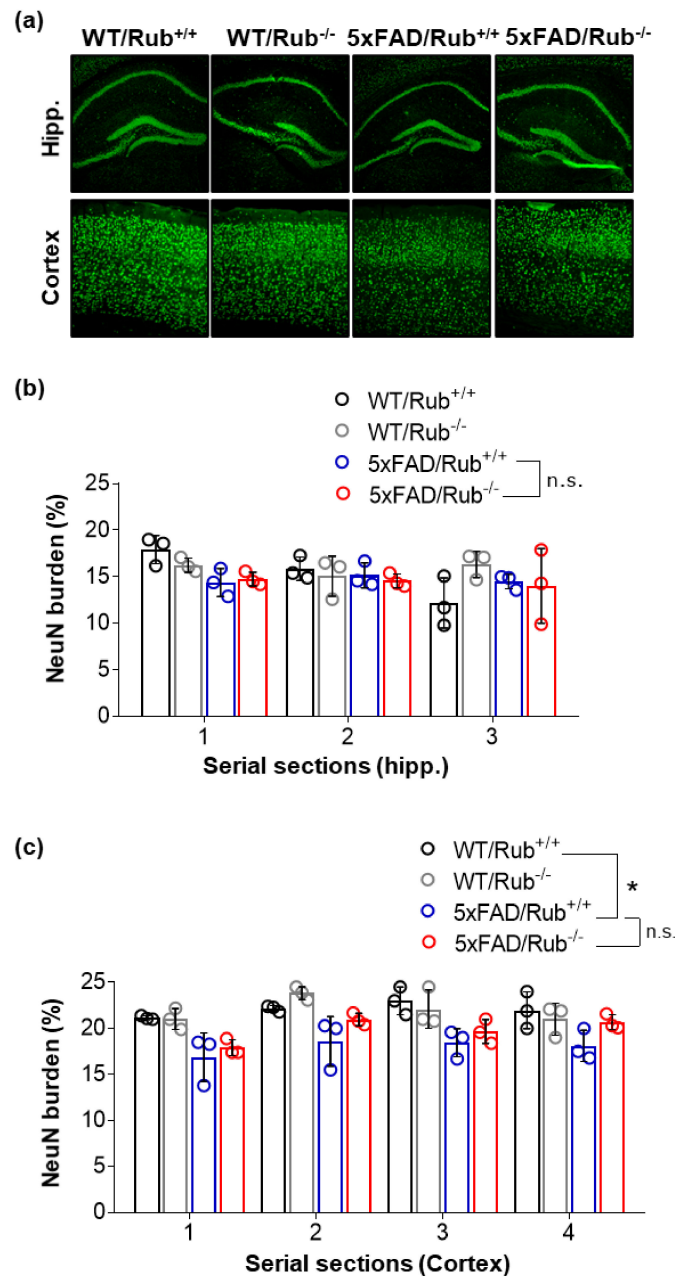 (a)
WT/Rub+/+ WT/Rub-/- 5xFAD/Rub+/+ 5xFAD/Rub-/-
Hipp.
Cortex
(b)
WT/Rub+/+
WT/Rub-/-
5xFAD/Rub+/+
5xFAD/Rub-/-
n.s.
NeuN burden (%)
25
20
15
10
5
0
1 2 3
Serial sections (hipp.)
(c)
WT/Rub+/+
WT/Rub-/-
5xFAD/Rub+/+
5xFAD/Rub-/-
*
n.s.
NeuN burden (%)
25
20
15
10
5
0
1 2 3 4
Serial sections (Cortex)